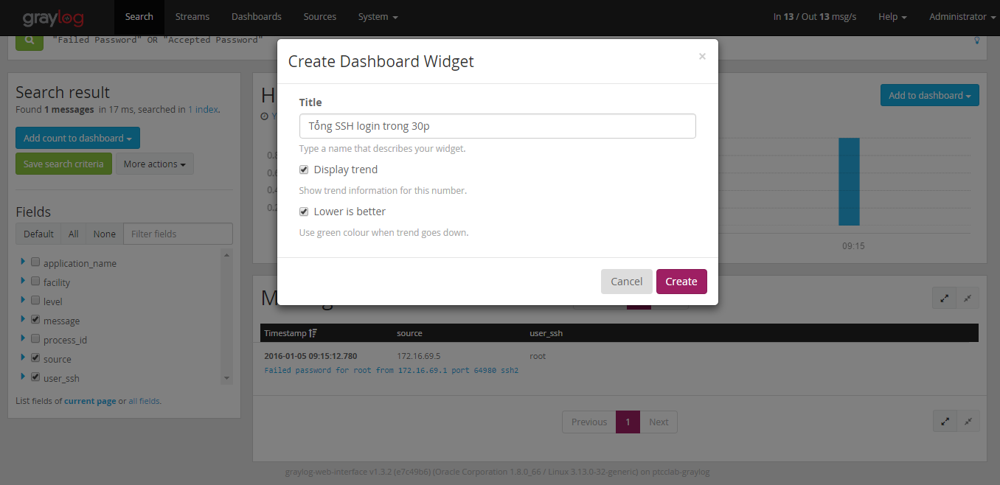 graylog Search Streams Dashboards Sources System In 13 / Out 13 msg/s Help Administrator
"Failed Password" OR "Accepted Password"
Create Dashboard Widget ×
Title
Tổng SSH login trong 30p
Type a name that describes your widget.
Display trend
Show trend information for this number.
Lower is better
Use green colour when trend goes down.
Cancel Create
Search result
Found 1 messages in 17 ms, searched in 1 index.
Add count to dashboard
Save search criteria More actions
Fields
Default All None Filter fields
application_name
facility
level
message
process_id
source
user_ssh
List fields of current page or all fields.
H
Add to dashboard
Y
0.8
0.6
0.4
0.2
09:15
M g
Timestamp source user_ssh
2016-01-05 09:15:12.780 172.16.69.5 root
Failed password for root from 172.16.69.1 port 64980 ssh2
Previous 1 Next
graylog-web-interface v1.3.2 (e7c49b6) (Oracle Corporation 1.8.0_66 / Linux 3.13.0-32-generic) on ptcclab-graylog